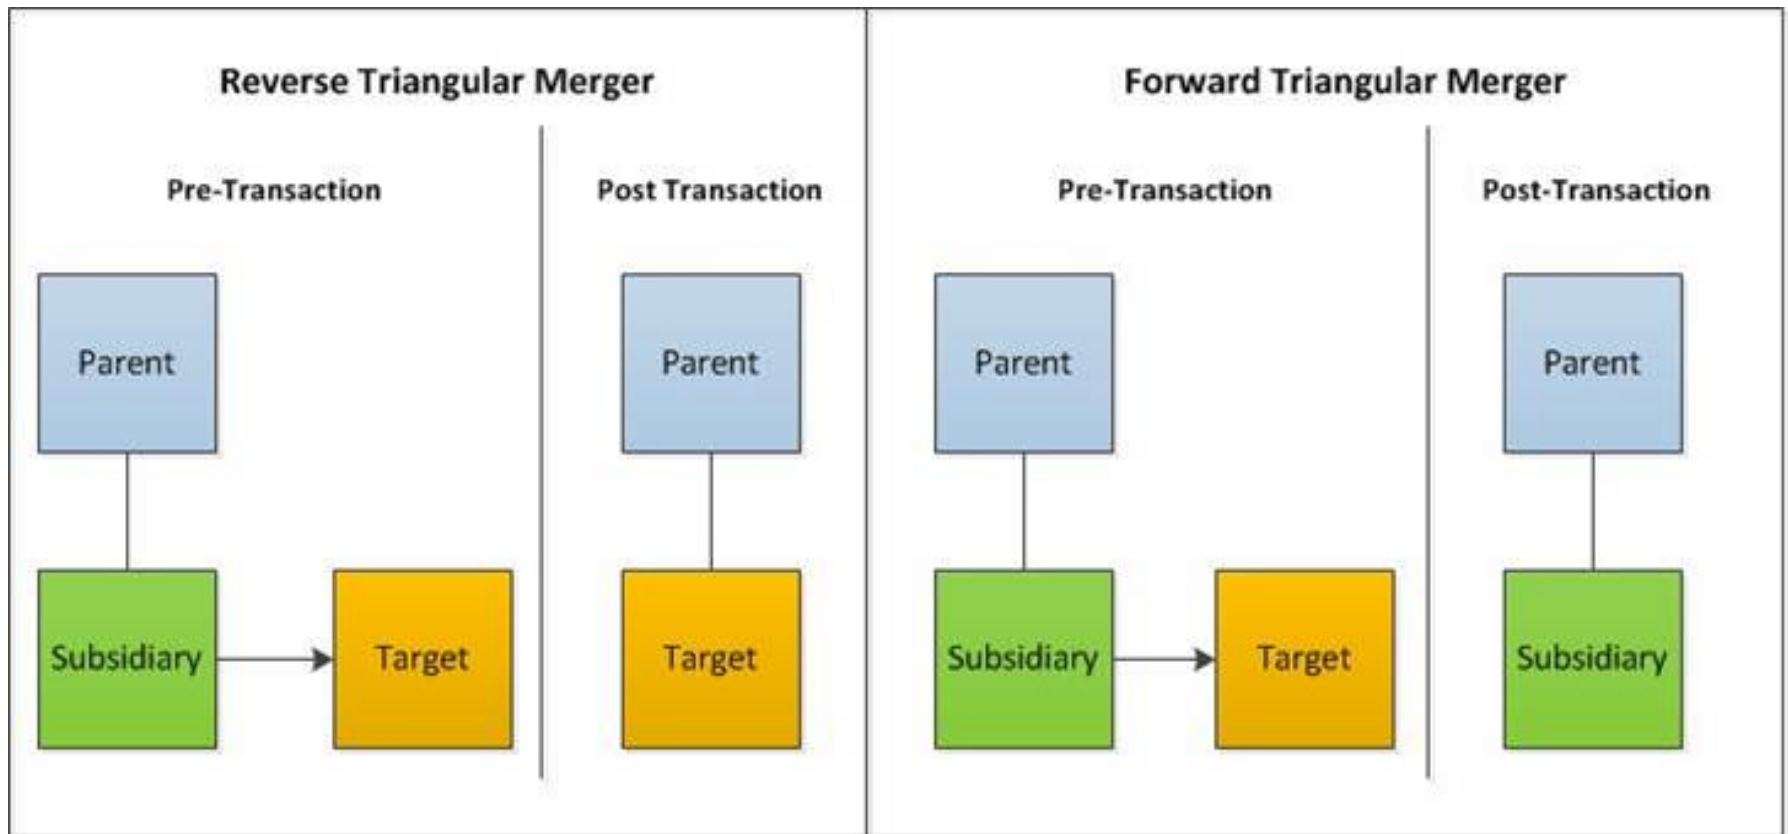 Reverse Triangular Merger
Pre-Transaction
Post Transaction
Parent
Parent
Subsidiary
Target
Target
Forward Triangular Merger
Pre-Transaction
Post-Transaction
Parent
Parent
Subsidiary
Target
Subsidiary